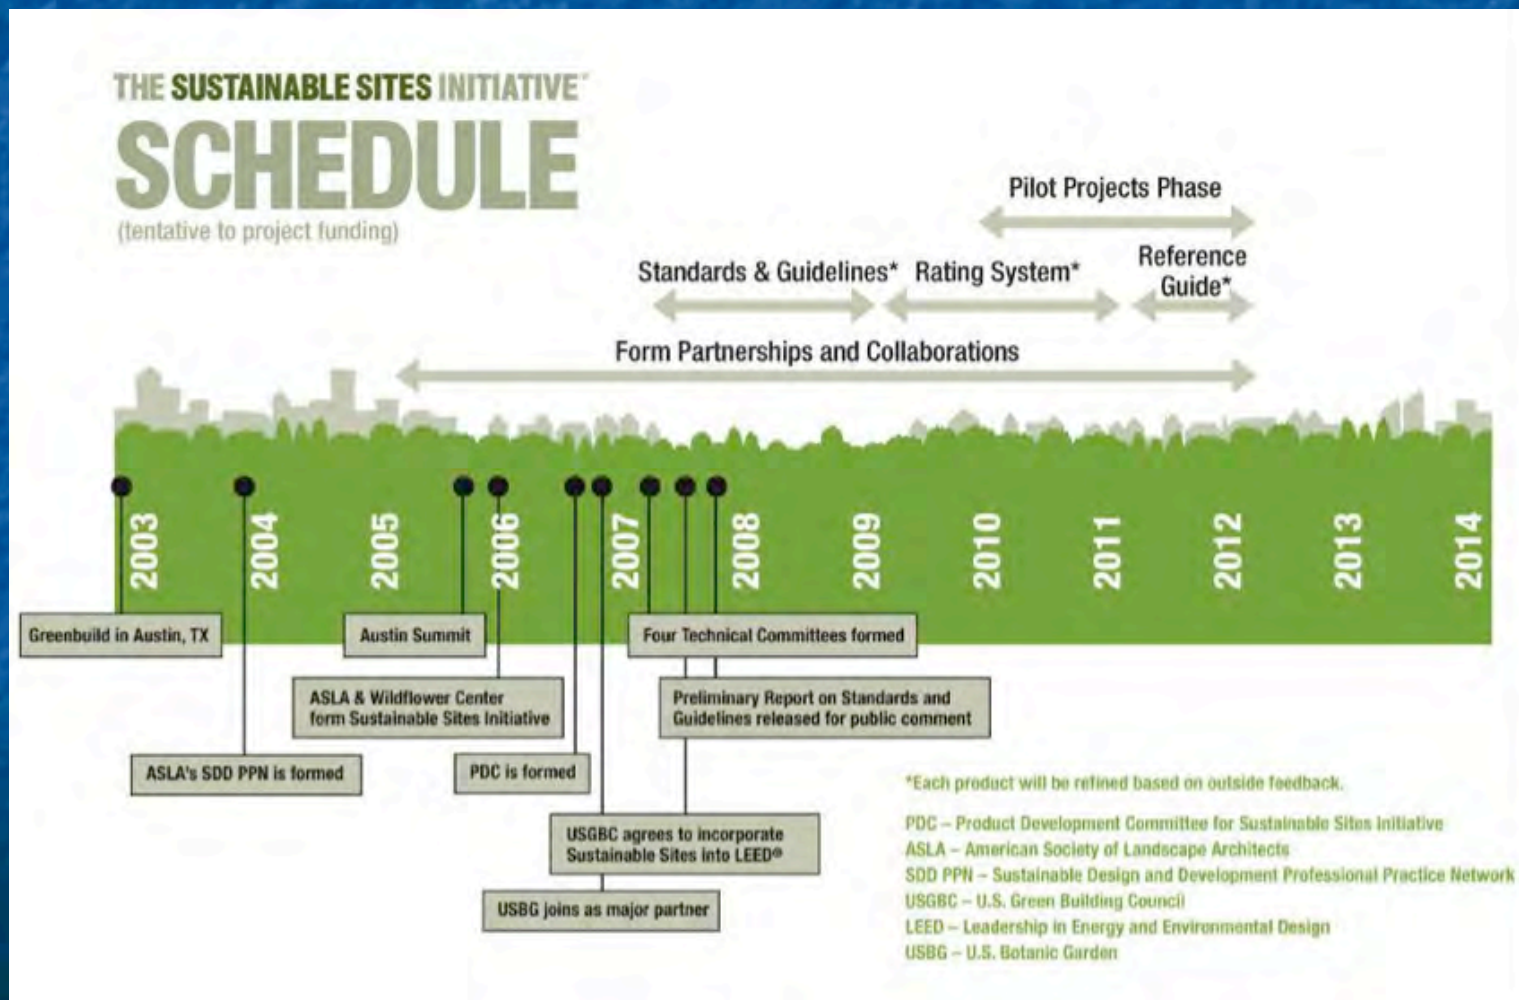 THE SUSTAINABLE SITES INITIATIVE™
SCHEDULE
(tentative to project funding)
Pilot Projects Phase
Standards & Guidelines*
Rating System*
Reference
Guide*
Form Partnerships and Collaborations
2003
2004
2005
2006
2007
2008
2009
2010
2011
2012
2013
2014
Greenbuild in Austin, TX
Austin Summit
Four Technical Committees formed
ASLA & Wildflower Center
form Sustainable Sites Initiative
Preliminary Report on Standards and
Guidelines released for public comment
ASLA's SDD PPN is formed
PDC is formed
USGBC agrees to incorporate
Sustainable Sites into LEED®
USBG joins as major partner
*Each product will be refined based on outside feedback.
PDC – Product Development Committee for Sustainable Sites Initiative
ASLA – American Society of Landscape Architects
SDD PPN – Sustainable Design and Development Professional Practice Network
USGBC – U.S. Green Building Council
LEED – Leadership in Energy and Environmental Design
USBG – U.S. Botanic Garden